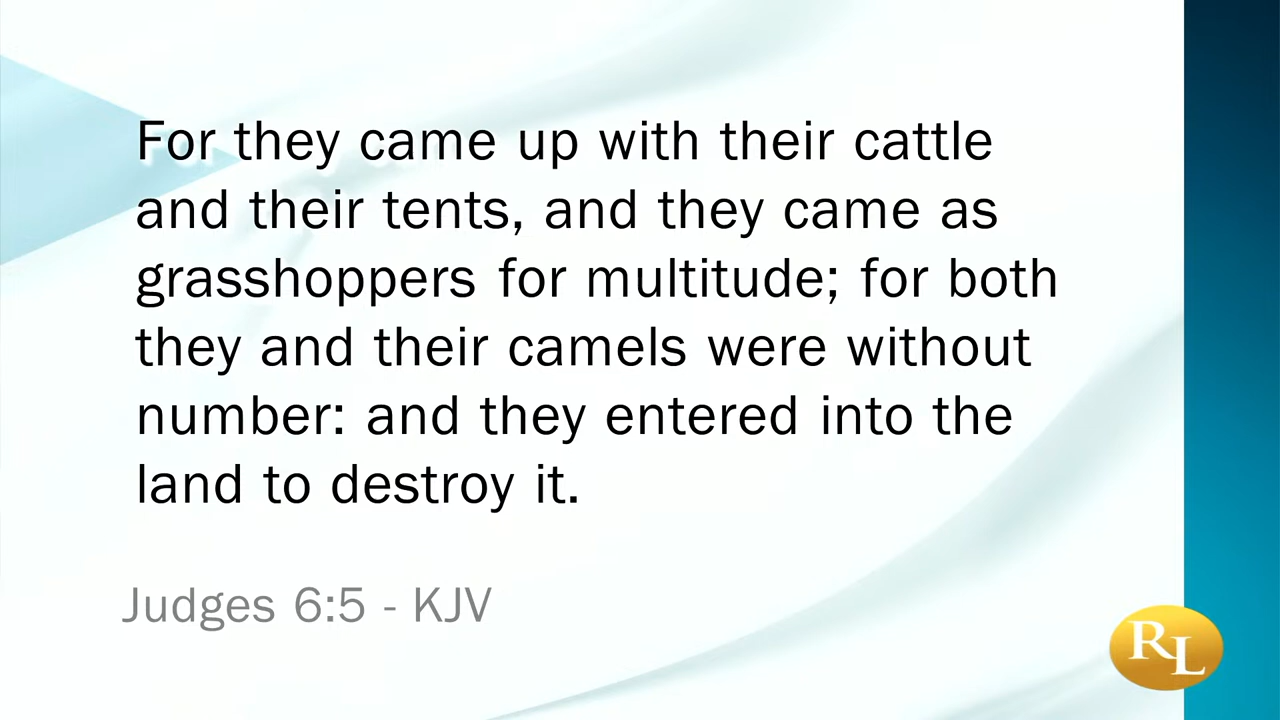 For they came up with their cattle
and their tents, and they came as
grasshoppers for multitude; for both
they and their camels were without
number: and they entered into the
land to destroy it.
Judges 6:5 - KJV
RL